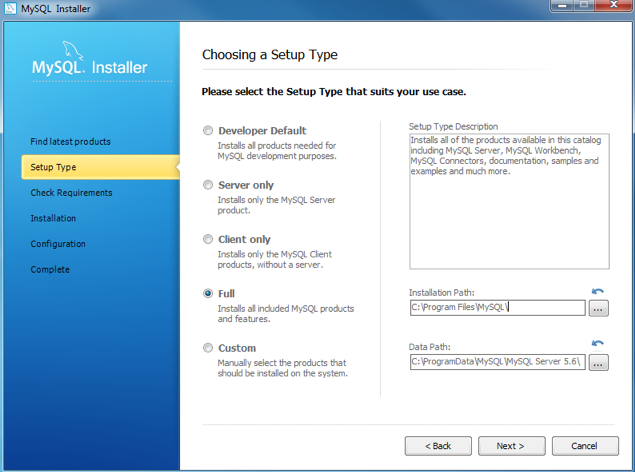 MySQL Installer
MySQL. Installer
Find latest products
Setup Type
Check Requirements
Installation
Configuration
Complete
Choosing a Setup Type
Please select the Setup Type that suits your use case.
Developer Default
Installs all products needed for
MySQL development purposes.
Server only
Installs only the MySQL Server
product.
Client only
Installs only the MySQL Client
products, without a server.
Full
Installs all included MySQL products
and features.
Custom
Manually select the products that
should be installed on the system.
Setup Type Description
Installs all of the products available in this catalog
including MySQL Server, MySQL Workbench,
MySQL Connectors, documentation, samples and
examples and much more.
Installation Path:
C:\Program Files\MySQL\
...
Data Path:
C:\ProgramData\MySQL\MySQL Server 5.6\
...
< Back
Next >
Cancel